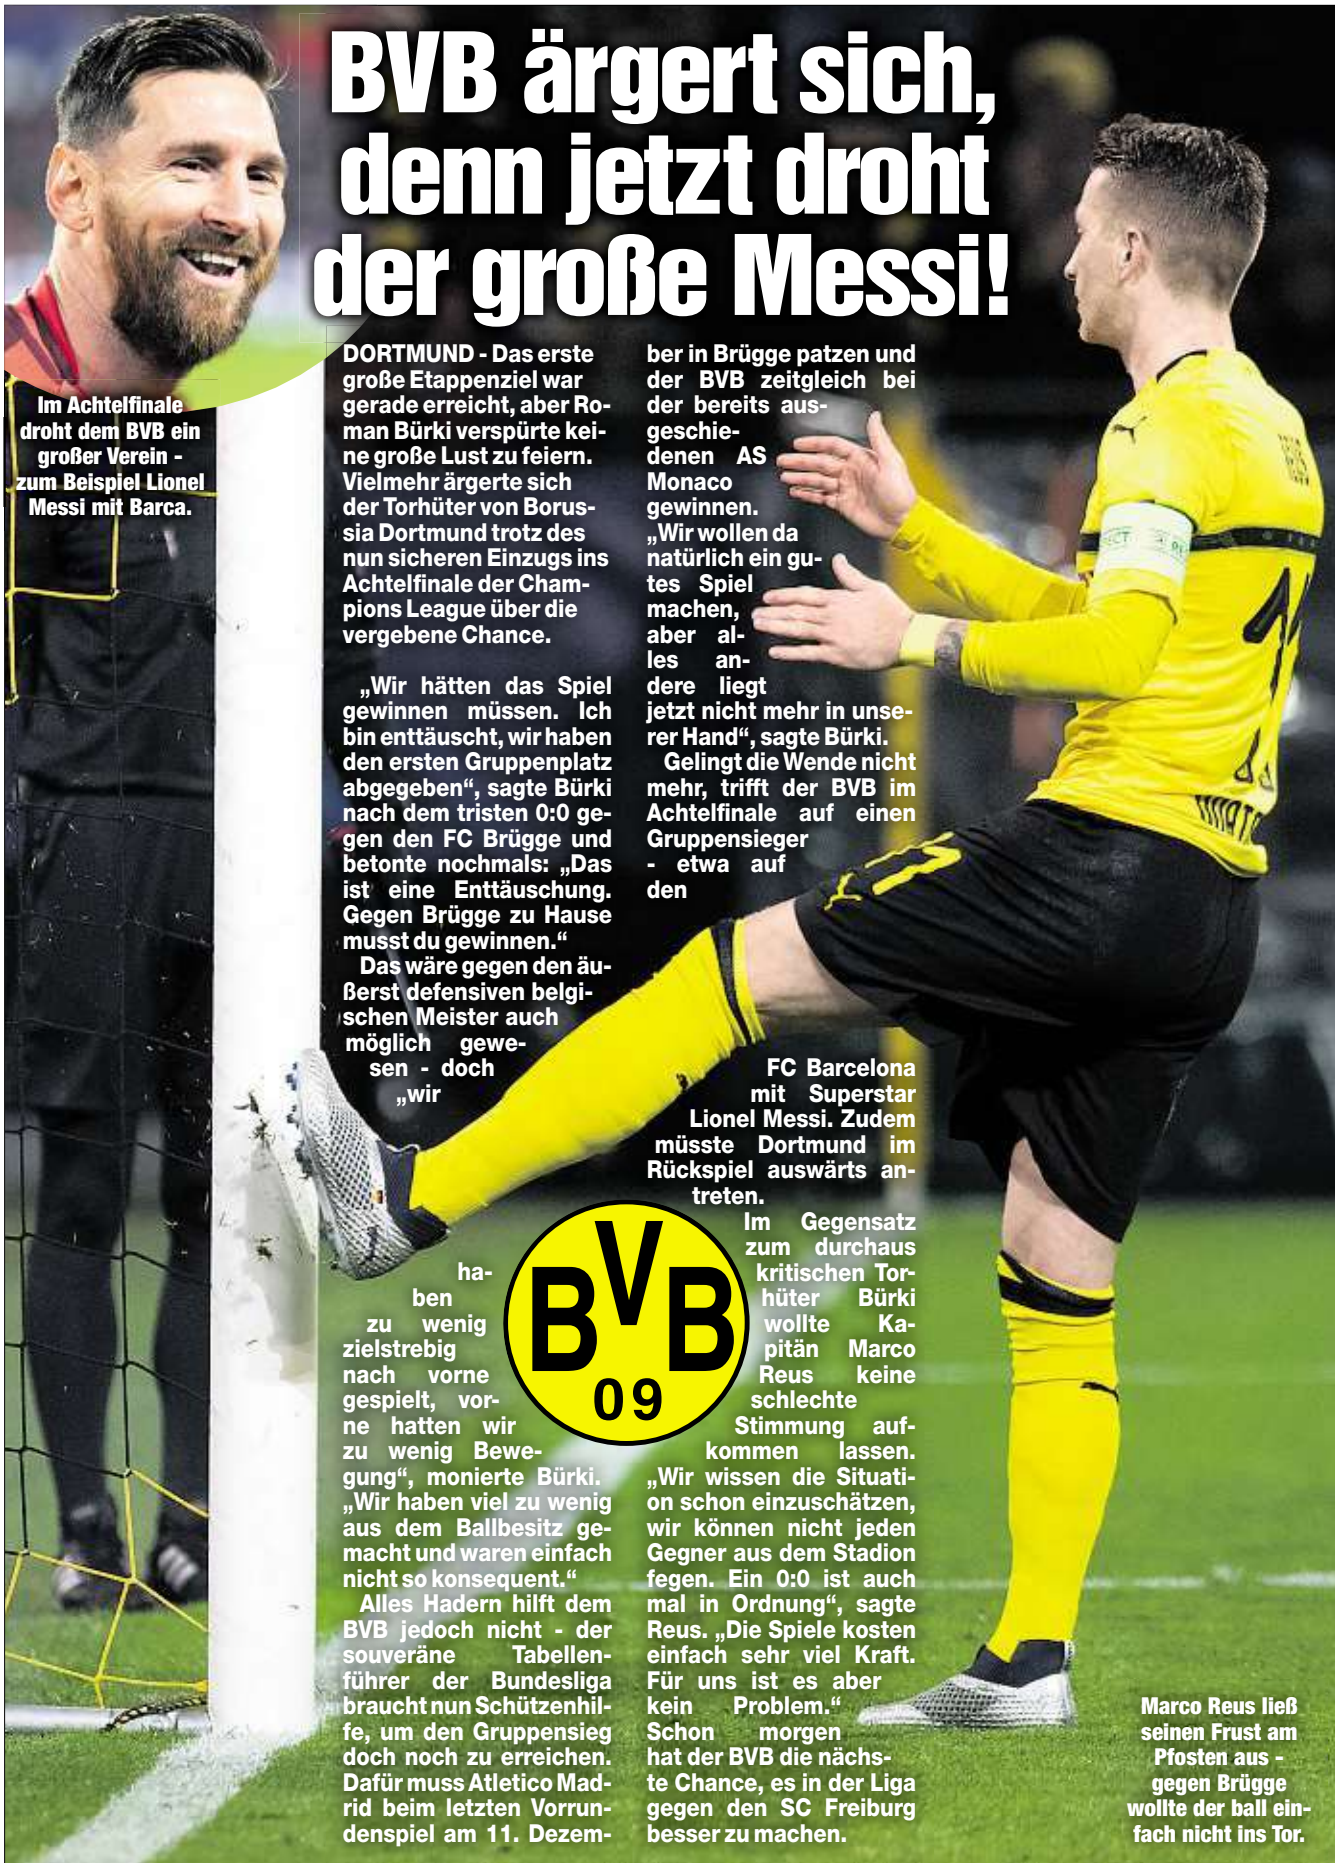 BVB ärgert sich,
denn jetzt droht
der große Messi!
Im Achtelfinale
droht dem BVB ein
großer Verein -
zum Beispiel Lionel
Messi mit Barca.
DORTMUND - Das erste
große Etappenziel war
gerade erreicht, aber Ro-
man Bürki verspürte kei-
ne große Lust zu feiern.
Vielmehr ärgerte sich
der Torhüter von Borus-
sia Dortmund trotz des
nun sicheren Einzugs ins
Achtelfinale der Cham-
pions League über die
vergebene Chance.
„Wir hätten das Spiel
gewinnen müssen. Ich
bin enttäuscht, wir haben
den ersten Gruppenplatz
abgegeben“, sagte Bürki
nach dem tristen 0:0 ge-
gen den FC Brügge und
betonte nochmals: „Das
ist eine Enttäuschung.
Gegen Brügge zu Hause
musst du gewinnen.“
Das wäre gegen den äu-
ßerst defensiven belgi-
schen Meister auch
möglich gewe-
sen - doch
„wir
ha-
ben
zu wenig
zielstrebig
nach vorne
gespielt, vor-
ne hatten wir
zu wenig Bewe-
gung“, monierte Bürki.
„Wir haben viel zu wenig
aus dem Ballbesitz ge-
macht und waren einfach
nicht so konsequent.“
Alles Hadern hilft dem
BVB jedoch nicht - der
souveräne Tabellen-
führer der Bundesliga
braucht nun Schützenhil-
fe, um den Gruppensieg
doch noch zu erreichen.
Dafür muss Atletico Mad-
rid beim letzten Vorrun-
denspiel am 11. Dezem-
ber in Brügge patzen und
der BVB zeitgleich bei
der bereits aus-
geschie-
denen AS
Monaco
gewinnen.
„Wir wollen da
natürlich ein gu-
tes Spiel
machen,
aber al-
les an-
dere liegt
jetzt nicht mehr in unse-
rer Hand“, sagte Bürki.
Gelingt die Wende nicht
mehr, trifft der BVB im
Achtelfinale auf einen
Gruppensieger
- etwa auf
den
FC Barcelona
mit Superstar
Lionel Messi. Zudem
müsste Dortmund im
Rückspiel auswärts an-
treten.
Im Gegensatz
zum durchaus
kritischen Tor-
hüter Bürki
wollte Ka-
pitän Marco
Reus keine
schlechte
Stimmung auf-
kommen lassen.
„Wir wissen die Situati-
on schon einzuschätzen,
wir können nicht jeden
Gegner aus dem Stadion
fegen. Ein 0:0 ist auch
mal in Ordnung“, sagte
Reus. „Die Spiele kosten
einfach sehr viel Kraft.
Für uns ist es aber
kein Problem.“
Schon morgen
hat der BVB die nächs-
te Chance, es in der Liga
gegen den SC Freiburg
besser zu machen.
BVB
09
11
Marco Reus ließ
seinen Frust am
Pfosten aus -
gegen Brügge
wollte der ball ein-
fach nicht ins Tor.